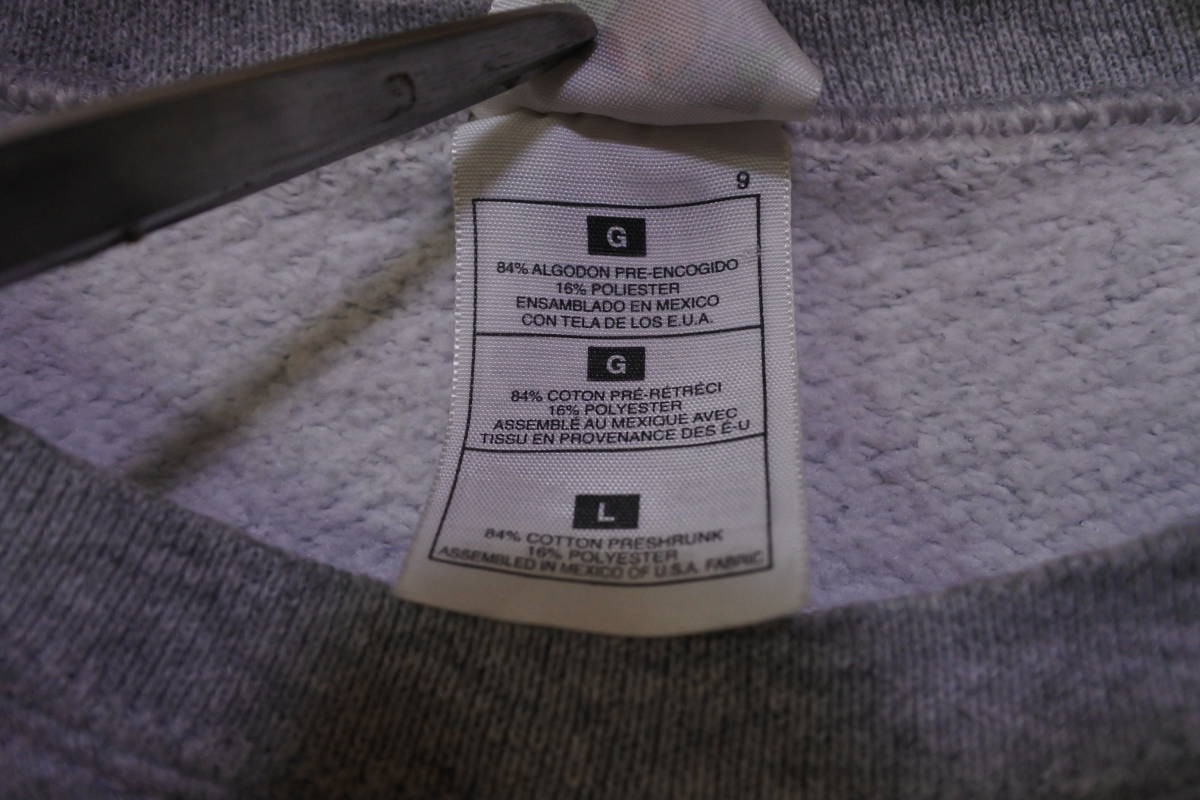 9
G
84% ALGODON PRE-ENCOGIDO
16% POLIESTER
ENSAMBLADO EN MEXICO
CON TELA DE LOS E.U.A.
G
84% COTON PRÉ-RÉTRÉCI
16% POLYESTER
ASSEMBLÉ AU MEXIQUE AVEC
TISSU EN PROVENANCE DES É-U
L
84% COTTON PRESHRUNK
16% POLYESTER
ASSEMBLED IN MEXICO OF U.S.A. FABRIC